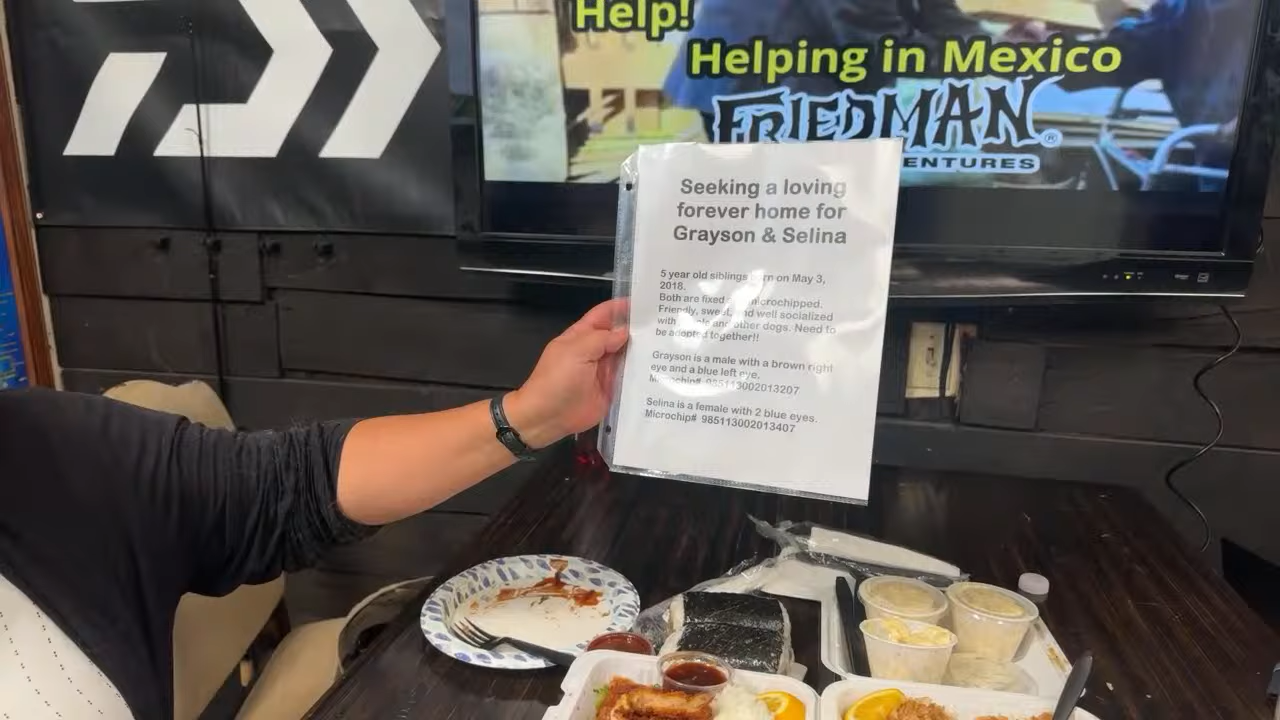 Help!
Helping in Mexico
FRIEDMAN®
ENTURES
Seeking a loving
forever home for
Grayson & Selina
5 year old siblings born on May 3,
2018.
Both are fixed microchipped.
Friendly, sweet, and well socialized
with and other dogs. Need to
be adopted together!!
Grayson is a male with a brown right
eye and a blue left eye.
Microchip# 985113002013207
Selina is a female with 2 blue eyes.
Microchip# 985113002013407